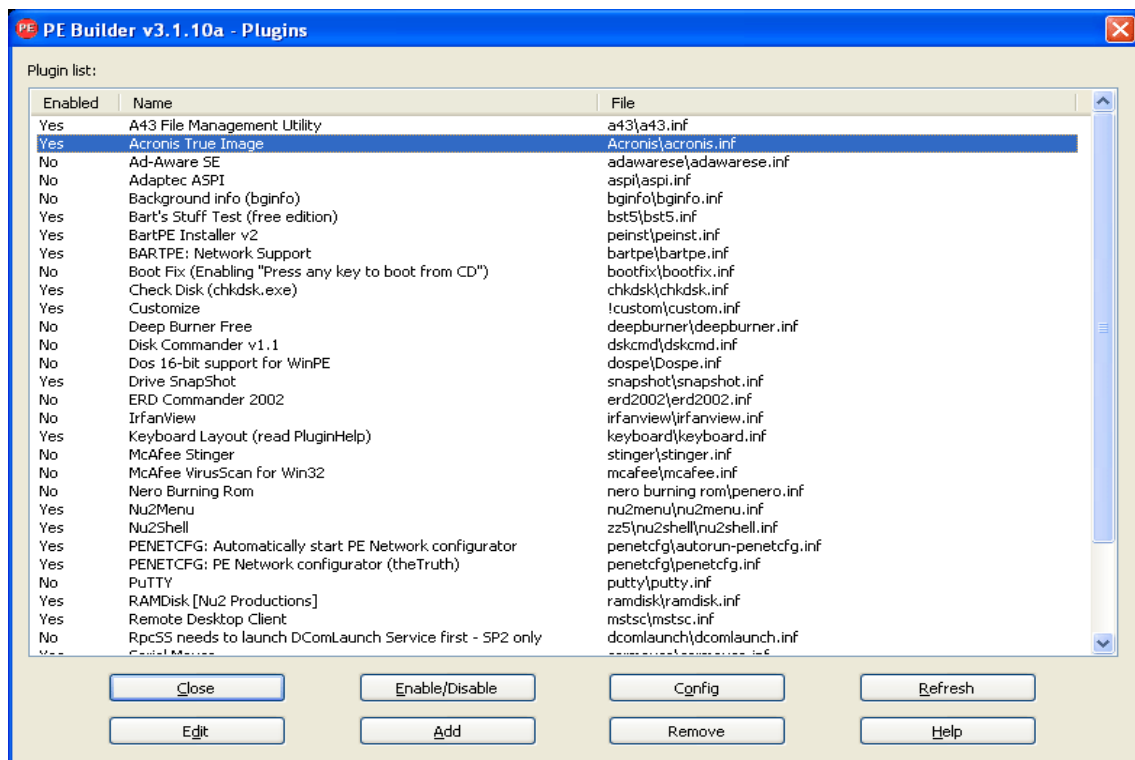 PE Builder v3.1.10a - Plugins
Plugin list:
Enabled Name File
Yes A43 File Management Utility a43\a43.inf
Yes Acronis True Image Acronis\acronis.inf
No Ad-Aware SE adawarese\adawarese.inf
No Adaptec ASPI aspi\aspi.inf
No Background info (bginfo) bginfo\bginfo.inf
Yes Bart's Stuff Test (free edition) bst5\bst5.inf
Yes BartPE Installer v2 peinst\peinst.inf
Yes BARTPE: Network Support bartpe\bartpe.inf
No Boot Fix (Enabling "Press any key to boot from CD") bootfix\bootfix.inf
Yes Check Disk (chkdsk.exe) chkdsk\chkdsk.inf
Yes Customize !custom\custom.inf
No Deep Burner Free deepburner\deepburner.inf
No Disk Commander v1.1 dskcmd\dskcmd.inf
No Dos 16-bit support for WinPE dospe\Dospe.inf
Yes Drive SnapShot snapshot\snapshot.inf
No ERD Commander 2002 erd2002\erd2002.inf
No IrfanView irfanview\irfanview.inf
Yes Keyboard Layout (read PluginHelp) keyboard\keyboard.inf
No McAfee Stinger stinger\stinger.inf
No McAfee VirusScan for Win32 mcafee\mcafee.inf
No Nero Burning Rom nero burning rom\penero.inf
Yes Nu2Menu nu2menu\nu2menu.inf
Yes Nu2Shell zz5\nu2shell\nu2shell.inf
Yes PENETCFG: Automatically start PE Network configurator penetcfg\autorun-penetcfg.inf
Yes PENETCFG: PE Network configurator (theTruth) penetcfg\penetcfg.inf
No PuTTY putty\putty.inf
Yes RAMDisk [Nu2 Productions] ramdisk\ramdisk.inf
Yes Remote Desktop Client mstsc\mstsc.inf
No RpcSS needs to launch DComLaunch Service first - SP2 only dcomlaunch\dcomlaunch.inf
Close Enable/Disable Config Refresh
Edit Add Remove Help